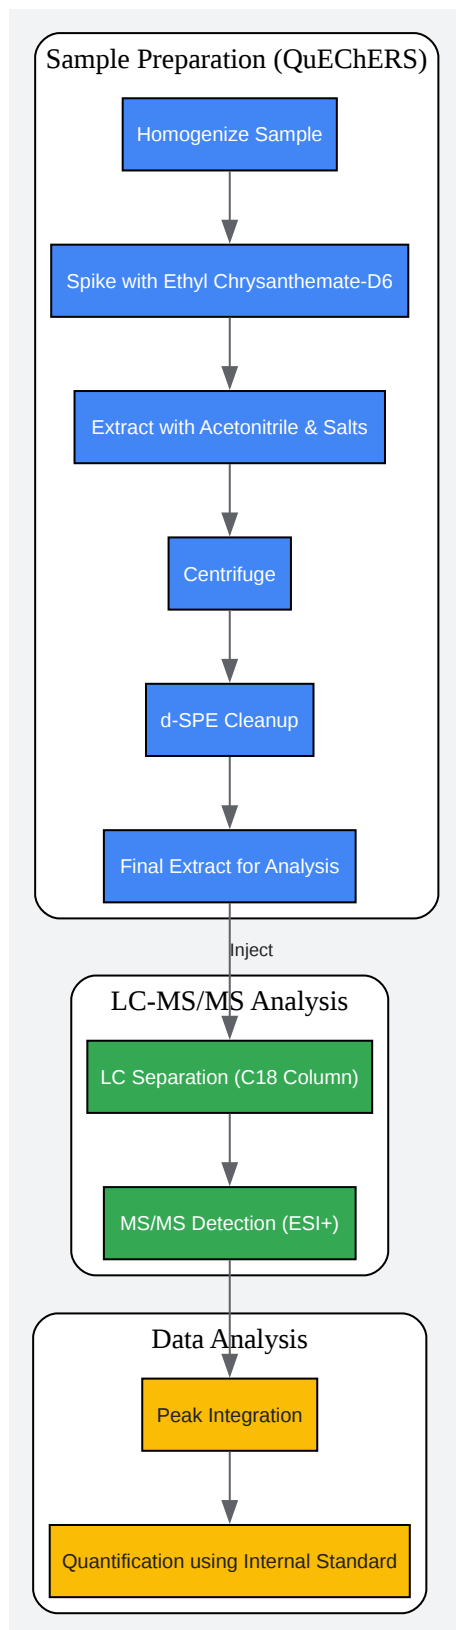 Sample Preparation (QuEChERS)
Homogenize Sample
Spike with Ethyl Chrysanthemate-D6
Extract with Acetonitrile & Salts
Centrifuge
d-SPE Cleanup
Final Extract for Analysis
Inject
LC-MS/MS Analysis
LC Separation (C18 Column)
MS/MS Detection (ESI+)
Data Analysis
Peak Integration
Quantification using Internal Standard